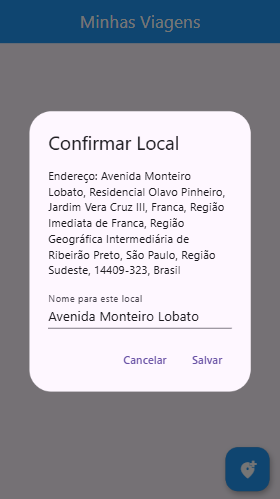 Minhas Viagens
Confirmar Local
Endereço: Avenida Monteiro
Lobato, Residencial Olavo Pinheiro,
Jardim Vera Cruz III, Franca, Região
Imediata de Franca, Região
Geográfica Intermediária de
Ribeirão Preto, São Paulo, Região
Sudeste, 14409-323, Brasil
Nome para este local
Avenida Monteiro Lobato
Cancelar Salvar